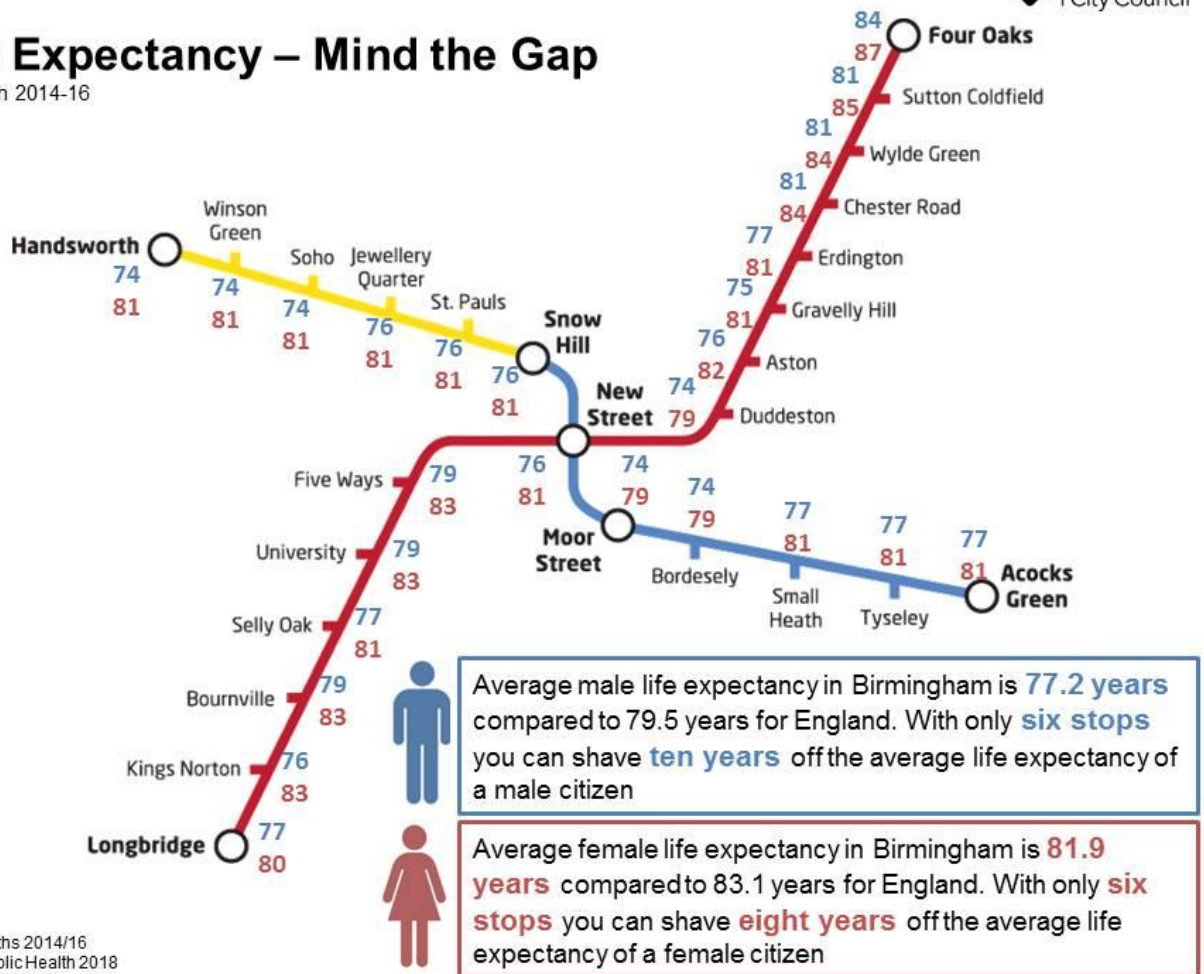 City Council
Expectancy – Mind the Gap
2014-16
84
87
Four Oaks
81
85
Sutton Coldfield
81
84
Wylde Green
81
84
Chester Road
77
81
Erdington
75
81
Gravelly Hill
76
82
Aston
74
79
Duddeston
Handsworth
74
81
Winson
Green
74
81
Soho
74
81
Jewellery
Quarter
76
81
St. Pauls
76
81
Snow
Hill
76
81
New
Street
76
81
74
79
Moor
Street
74
79
Bordesely
77
81
Small
Heath
77
81
Tyseley
77
81
Acocks
Green
Five Ways
79
83
University
79
83
Selly Oak
77
81
Bournville
79
83
Kings Norton
76
83
Longbridge
77
80
Average male life expectancy in Birmingham is 77.2 years
compared to 79.5 years for England. With only six stops
you can shave ten years off the average life expectancy of
a male citizen
Average female life expectancy in Birmingham is 81.9
years compared to 83.1 years for England. With only six
stops you can shave eight years off the average life
expectancy of a female citizen
ths 2014/16
blic Health 2018